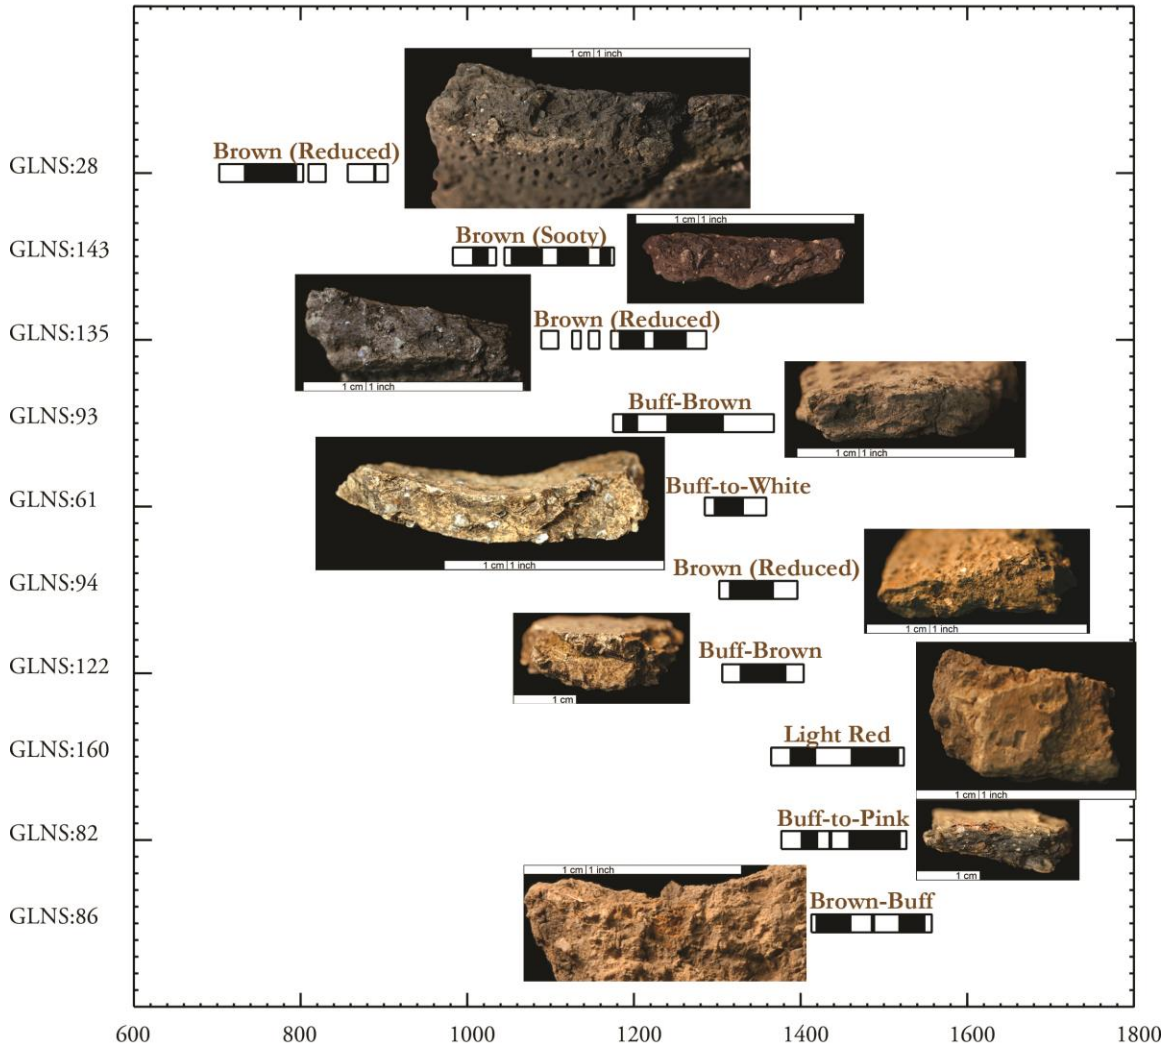 1 cm | 1 inch
GLNS:28
Brown (Reduced)
GLNS:143
Brown (Sooty)
1 cm | 1 inch
GLNS:135
Brown (Reduced)
1 cm | 1 inch
GLNS:93
Buff-Brown
1 cm | 1 inch
GLNS:61
Buff-to-White
1 cm | 1 inch
GLNS:94
Brown (Reduced)
1 cm | 1 inch
GLNS:122
Buff-Brown
1 cm
GLNS:160
Light Red
1 cm | 1 inch
GLNS:82
Buff-to-Pink
1 cm
1 cm | 1 inch
GLNS:86
Brown-Buff
600 800 1000 1200 1400 1600 1800